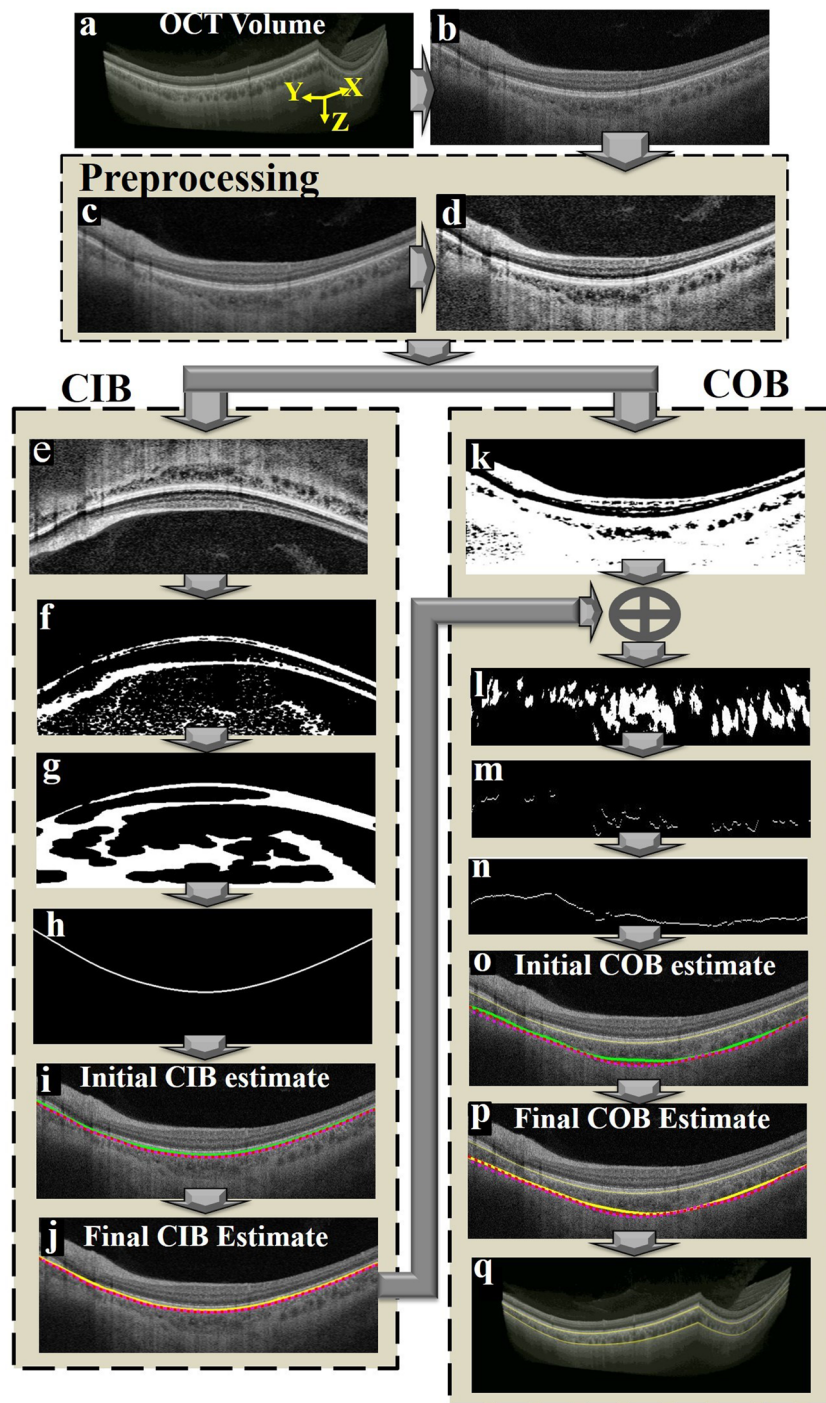 a OCT Volume
b
Y X
Z
Preprocessing
c
d
CIB
COB
e
k
f
l
g
m
n
h
o Initial COB estimate
i Initial CIB estimate
p Final COB Estimate
j Final CIB Estimate
q